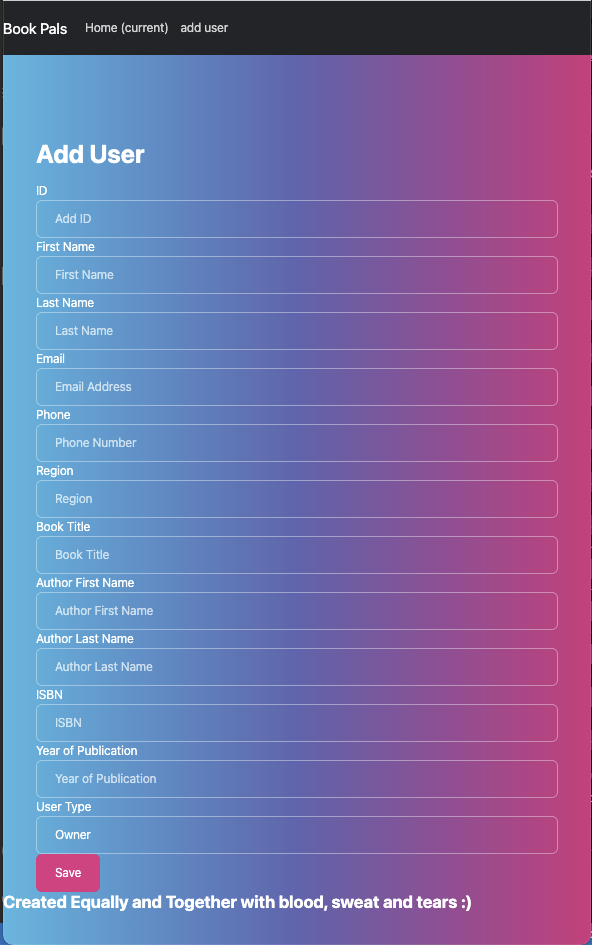 Book Pals Home (current) add user
Add User
ID
Add ID
First Name
First Name
Last Name
Last Name
Email
Email Address
Phone
Phone Number
Region
Region
Book Title
Book Title
Author First Name
Author First Name
Author Last Name
Author Last Name
ISBN
ISBN
Year of Publication
Year of Publication
User Type
Owner
Save
Created Equally and Together with blood, sweat and tears :)